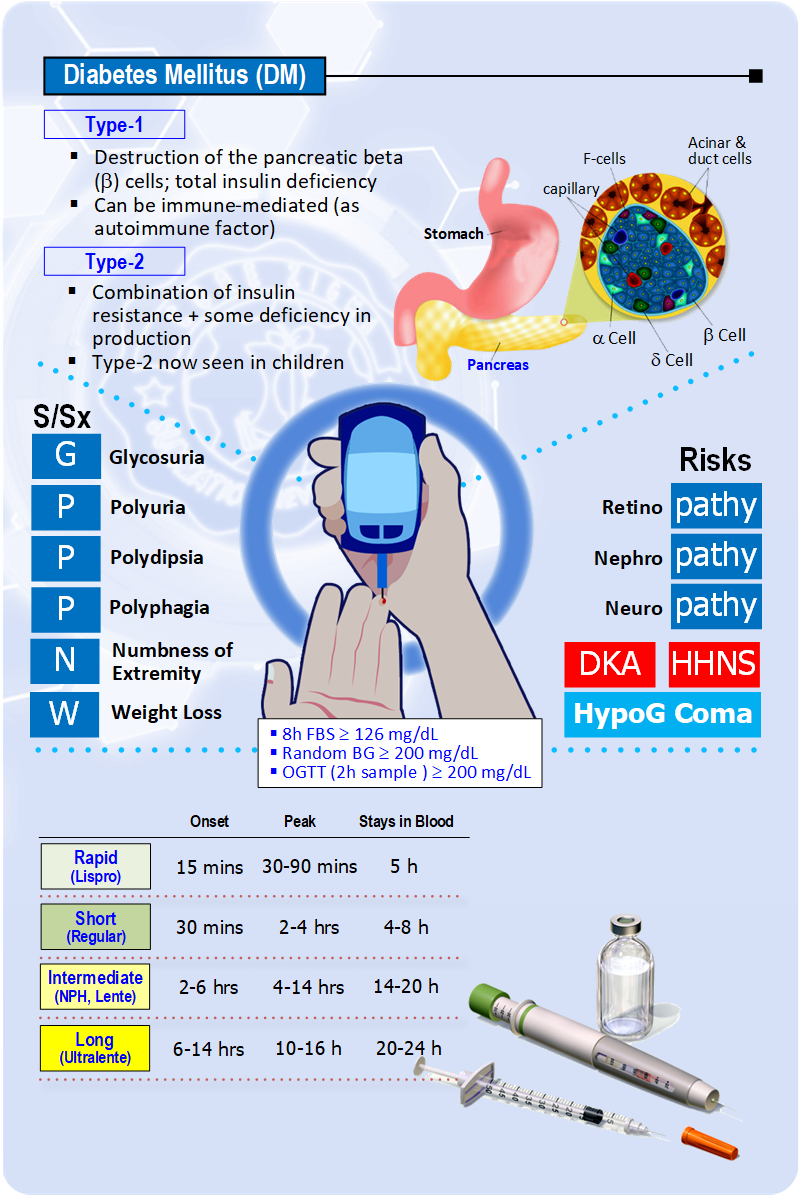 Diabetes Mellitus (DM)
Type-1
▪ Destruction of the pancreatic beta
(β) cells; total insulin deficiency
▪ Can be immune-mediated (as
autoimmune factor)
Type-2
▪ Combination of insulin
resistance + some deficiency in
production
▪ Type-2 now seen in children
Acinar &
duct cells
F-cells
capillary
Stomach
α Cell
β Cell
δ Cell
Pancreas
S/Sx
G Glycosuria
P Polyuria
P Polydipsia
P Polyphagia
N Numbness of
Extremity
W Weight Loss
Risks
Retino pathy
Nephro pathy
Neuro pathy
DKA HHNS
HypoG Coma
▪ 8h FBS ≥ 126 mg/dL
▪ Random BG ≥ 200 mg/dL
▪ OGTT (2h sample ) ≥ 200 mg/dL
Onset Peak Stays in Blood
Rapid
(Lispro)
15 mins 30-90 mins 5 h
Short
(Regular)
30 mins 2-4 hrs 4-8 h
Intermediate
(NPH, Lente)
2-6 hrs 4-14 hrs 14-20 h
Long
(Ultralente)
6-14 hrs 10-16 h 20-24 h